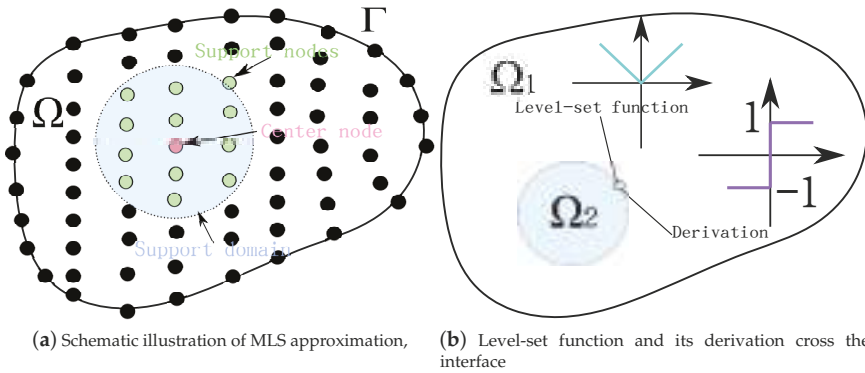 Γ
Support nodes
Ω
Center node
Support domain
Ω1
Level-set function
1
-1
Ω2
Derivation
(a) Schematic illustration of MLS approximation,
(b) Level-set function and its derivation cross the
interface